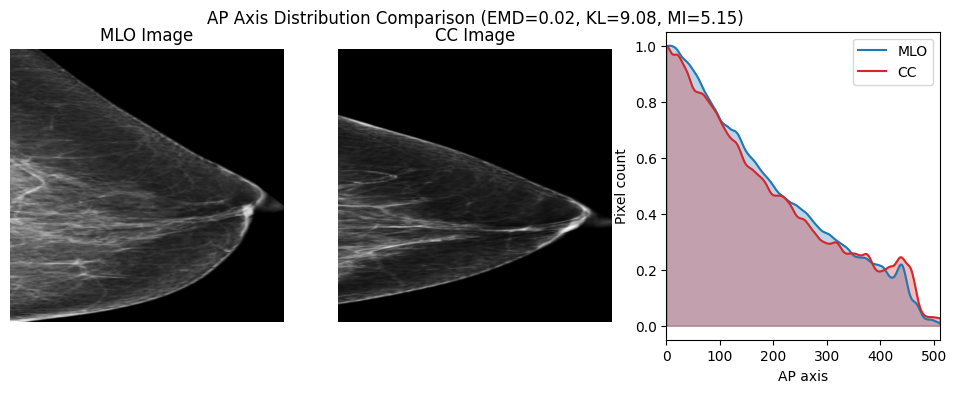 AP Axis Distribution Comparison (EMD=0.02, KL=9.08, MI=5.15)
MLO Image
CC Image
MLO
CC
Pixel count
1.0
0.8
0.6
0.4
0.2
0.0
0 100 200 300 400 500
AP axis